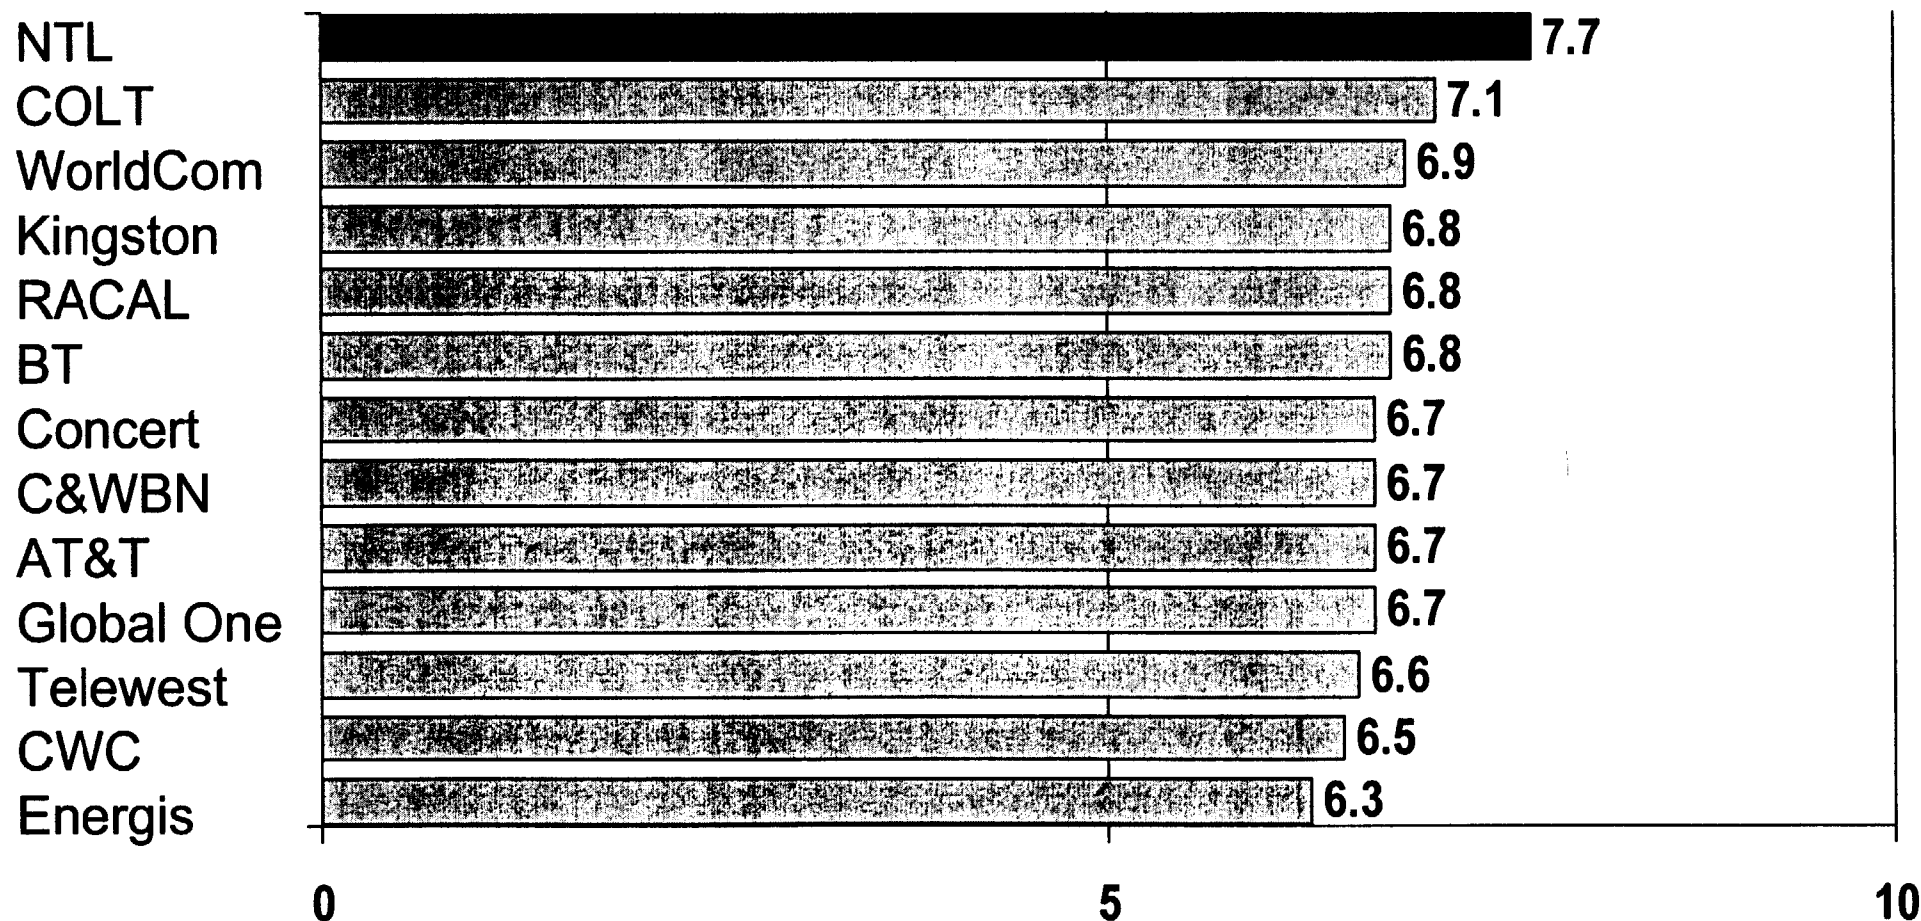 NTL 7.7
COLT 7.1
WorldCom 6.9
Kingston 6.8
RACAL 6.8
BT 6.8
Concert 6.7
C&WBN 6.7
AT&T 6.7
Global One 6.7
Telewest 6.6
CWC 6.5
Energis 6.3
0 5 10